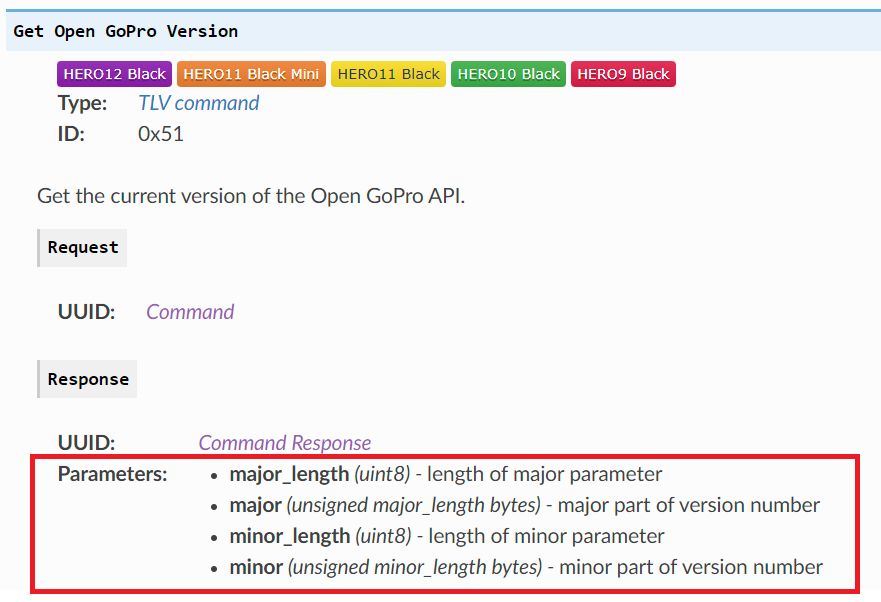 Get Open GoPro Version
HERO12 Black HERO11 Black Mini HERO11 Black HERO10 Black HERO9 Black
Type: TLV command
ID: 0x51
Get the current version of the Open GoPro API.
Request
UUID: Command
Response
UUID: Command Response
Parameters: • major_length (uint8) - length of major parameter
• major (unsigned major_length bytes) - major part of version number
• minor_length (uint8) - length of minor parameter
• minor (unsigned minor_length bytes) - minor part of version number